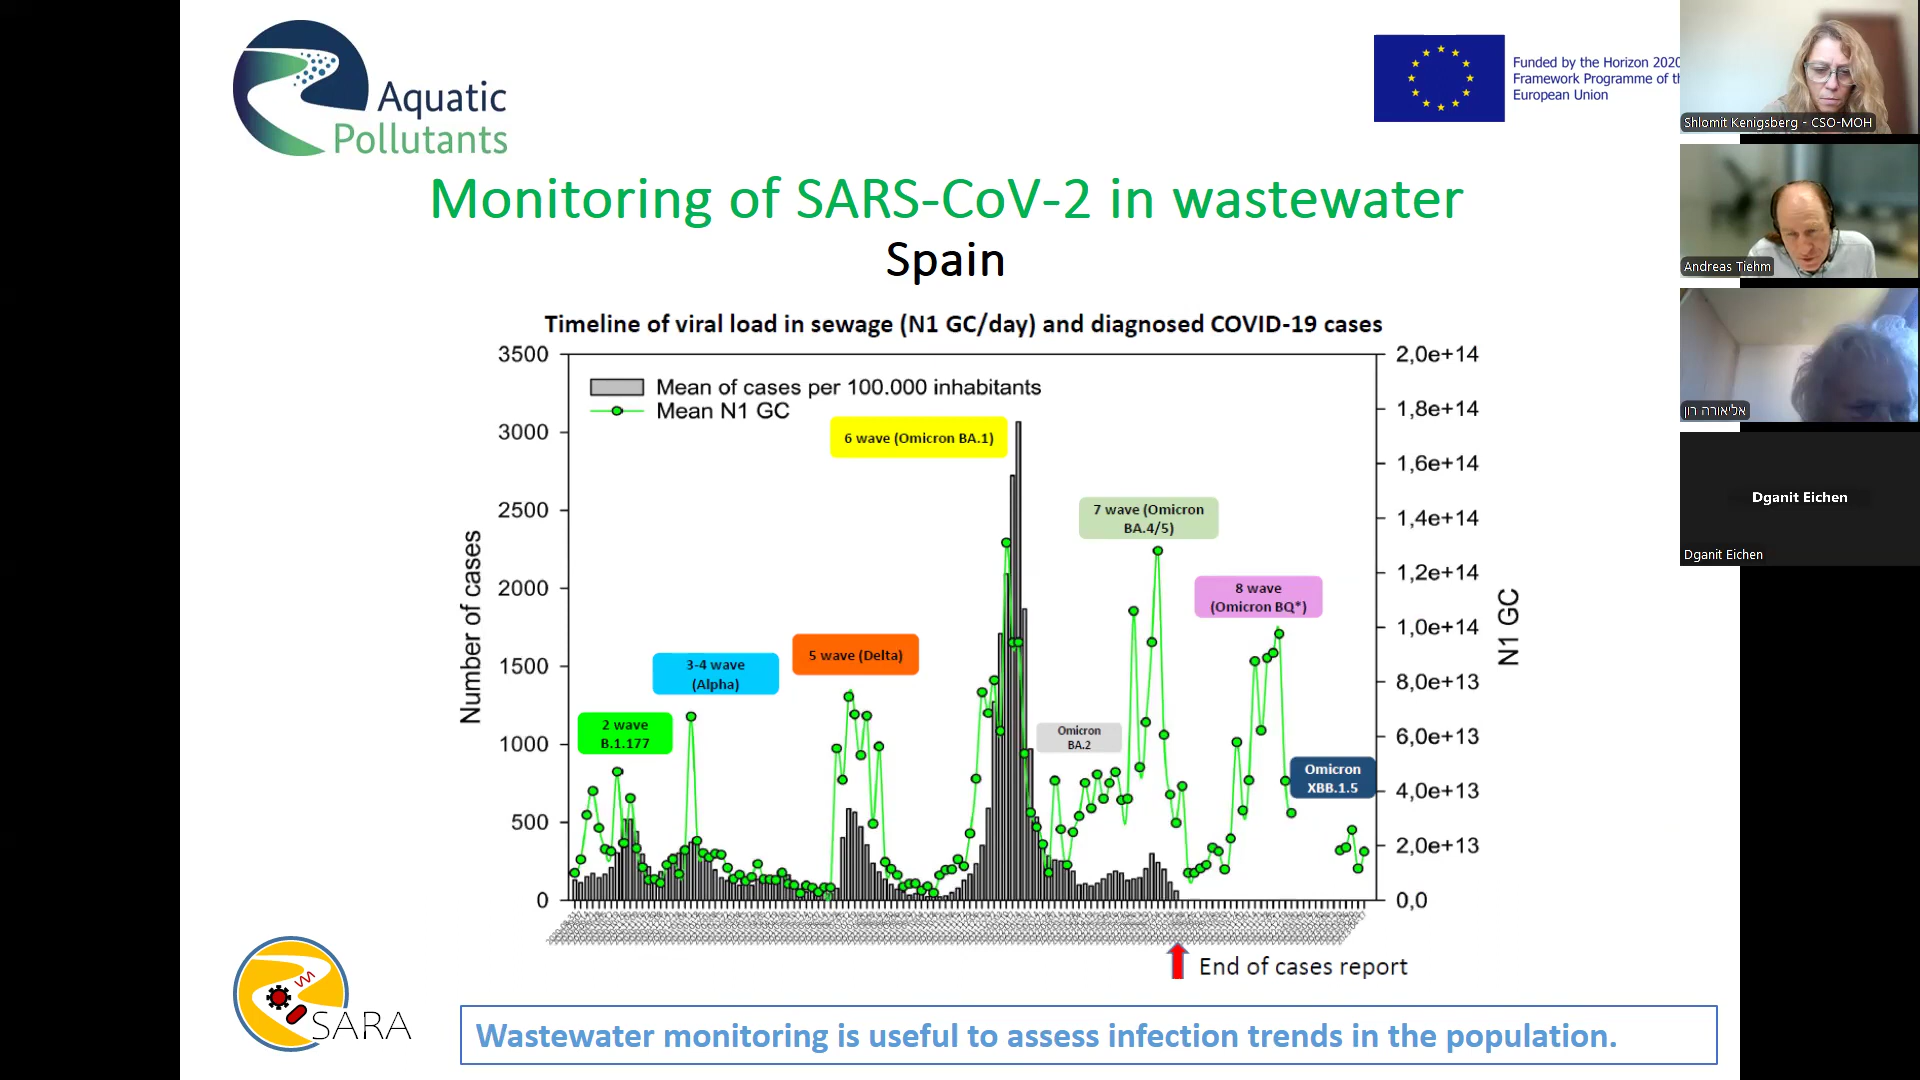 Aquatic
Pollutants
Funded by the Horizon 2020
Framework Programme of th
European Union
Monitoring of SARS-CoV-2 in wastewater
Spain
Timeline of viral load in sewage (N1 GC/day) and diagnosed COVID-19 cases
Mean of cases per 100.000 inhabitants
Mean N1 GC
Number of cases
3500
3000
2500
2000
1500
1000
500
0
2 wave
B.1.177
3-4 wave
(Alpha)
5 wave (Delta)
6 wave (Omicron BA.1)
Omicron
BA.2
7 wave (Omicron
BA.4/5)
8 wave
(Omicron BQ*)
Omicron
XBB.1.5
2,0e+14
1,8e+14
1,6e+14
1,4e+14
1,2e+14
1,0e+14
8,0e+13
6,0e+13
4,0e+13
2,0e+13
0,0
N1 GC
End of cases report
SARA
Wastewater monitoring is useful to assess infection trends in the population.
Shlomit Kenigsberg - CSO-MOH
Andreas Tiehm
אליאורה רון
Dganit Eichen
Dganit Eichen